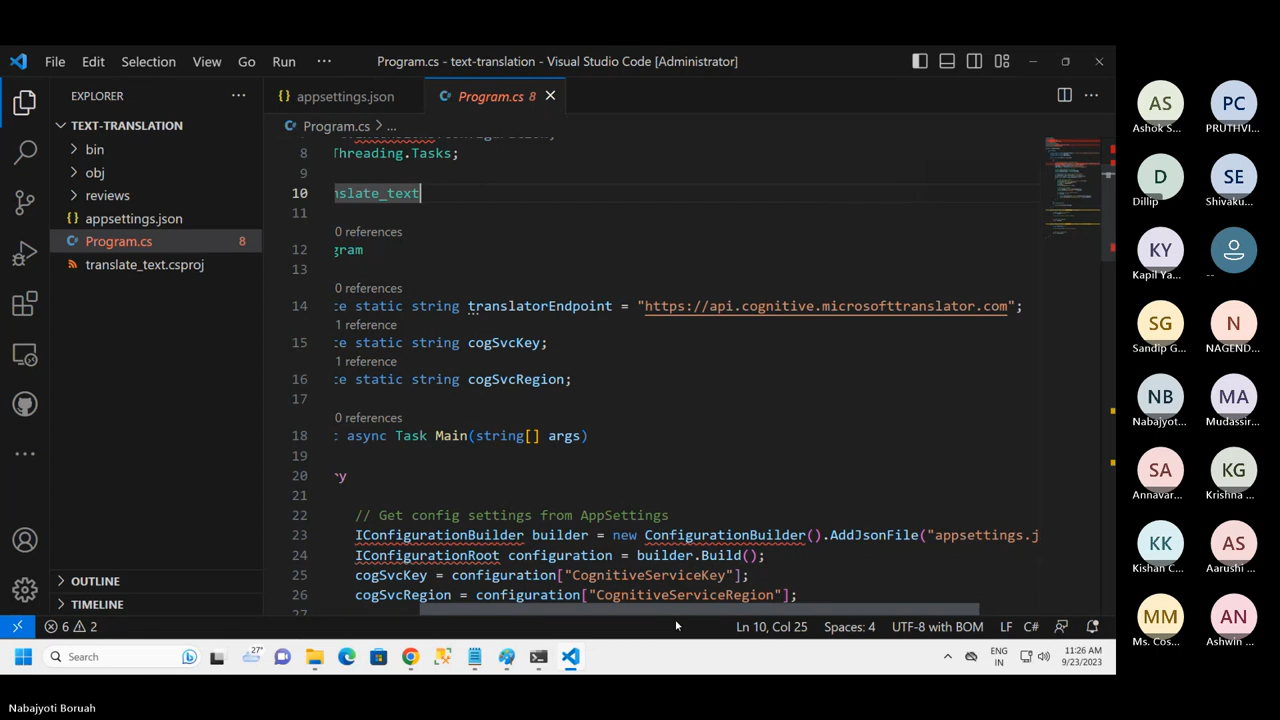 File Edit Selection View Go Run ··· Program.cs - text-translation - Visual Studio Code [Administrator]
EXPLORER ···
{} appsettings.json
Program.cs 8
TEXT-TRANSLATION
Program.cs > ...
bin
obj
reviews
{} appsettings.json
Program.cs 8
translate_text.csproj
8 Threading.Tasks;
9
10 nslate_text
11
0 references
12 gram
13
0 references
14 te static string translatorEndpoint = "https://api.cognitive.microsofttranslator.com";
1 reference
15 te static string cogSvcKey;
1 reference
16 te static string cogSvcRegion;
17
0 references
18 c async Task Main(string[] args)
19
20 ry
21
22 // Get config settings from AppSettings
23 IConfigurationBuilder builder = new ConfigurationBuilder().AddJsonFile("appsettings.j
24 IConfigurationRoot configuration = builder.Build();
25 cogSvcKey = configuration["CognitiveServiceKey"];
26 cogSvcRegion = configuration["CognitiveServiceRegion"];
27
OUTLINE
TIMELINE
6 2 Ln 10, Col 25 Spaces: 4 UTF-8 with BOM LF C#
Search 27° ENG
IN
11:26 AM
9/23/2023
AS
Ashok S...
PC
PRUTHVI...
D
Dillip
SE
Shivaku...
KY
Kapil Ya...
--
SG
Sandip G...
N
NAGEND...
NB
Nabajyot...
MA
Mudassir...
SA
Annavar...
KG
Krishna ...
KK
Kishan C...
AS
Aarushi ...
MM
Ms. Cos...
AN
Ashwin ...
Nabajyoti Boruah